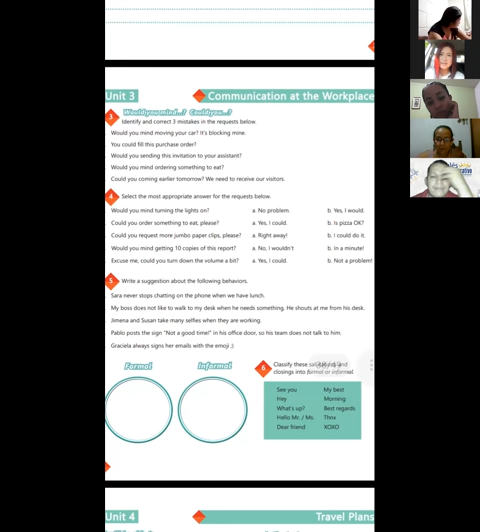 Unit 3
Communication at the Workplace
Would you mind..? Could you..?
3
Identify and correct 3 mistakes in the requests below.
Would you mind moving your car? It's blocking mine.
You could fill this purchase order?
Would you sending this invitation to your assistant?
Would you mind ordering something to eat?
Could you coming earlier tomorrow? We need to receive our visitors.
4
Select the most appropriate answer for the requests below.
Would you mind turning the lights on? a. No problem. b. Yes, I would.
Could you order something to eat, please? a. Yes, I could. b. Is pizza OK?
Could you request more jumbo paper clips, please? a. Right away! b. I could do it.
Would you mind getting 10 copies of this report? a. No, I wouldn't b. In a minute!
Excuse me, could you turn down the volume a bit? a. Yes, I could. b. Not a problem!
5
Write a suggestion about the following behaviors.
Sara never stops chatting on the phone when we have lunch.
My boss does not like to walk to my desk when he needs something. He shouts at me from his desk.
Jimena and Susan take many selfies when they are working.
Pablo posts the sign "Not a good time!" in his office door, so his team does not talk to him.
Graciela always signs her emails with the emoji ;)
Formal
Informal
6
Classify these and
closings into formal or informal.
See you My best
Hey Morning
What's up? Best regards
Hello Mr. / Ms. Thnx
Dear friend XOXO
Unit 4
Travel Plans